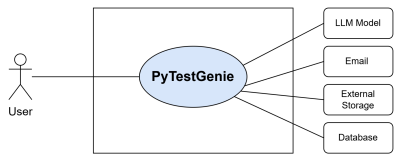 LLM Model
Email
PyTestGenie
External
Storage
User
Database